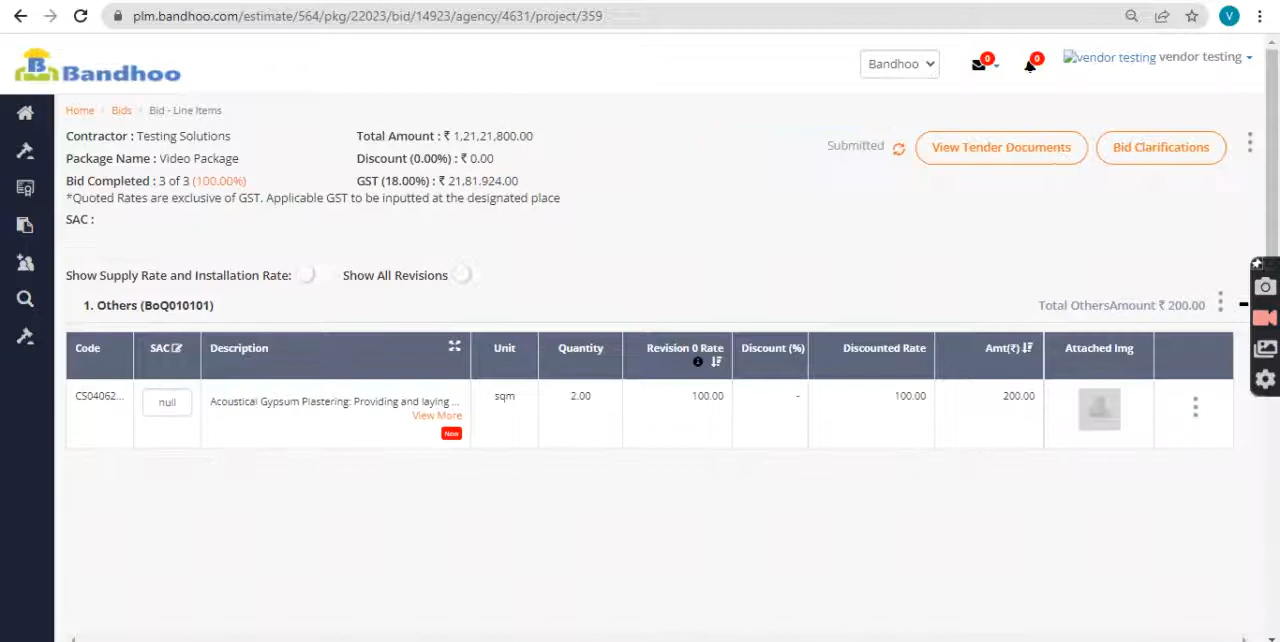 plm.bandhoo.com/estimate/564/pkg/22023/bid/14923/agency/4631/project/359
V
B Bandhoo
Bandhoo
0
0
vendor testing vendor testing
Home / Bids / Bid - Line Items
Contractor : Testing Solutions
Total Amount : ₹ 1,21,21,800.00
Submitted
View Tender Documents
Bid Clarifications
Package Name : Video Package
Discount (0.00%) : ₹ 0.00
Bid Completed : 3 of 3 (100.00%)
GST (18.00%) : ₹ 21,81,924.00
*Quoted Rates are exclusive of GST. Applicable GST to be inputted at the designated place
SAC :
Show Supply Rate and Installation Rate:
Show All Revisions
1. Others (BoQ010101)
Total OthersAmount ₹ 200.00
Code SAC Description Unit Quantity Revision 0 Rate Discount (%) Discounted Rate Amt(₹) Attached Img
CS04062... null Acoustical Gypsum Plastering: Providing and laying ... sqm 2.00 100.00 - 100.00 200.00
View More
New